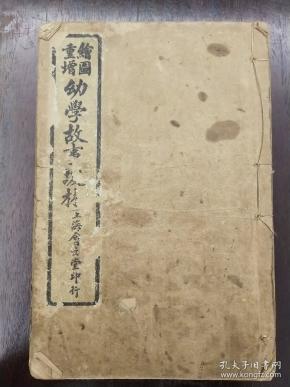 繪圖
重增
幼學故事瓊林
上海會文堂印行
孔夫子旧书网